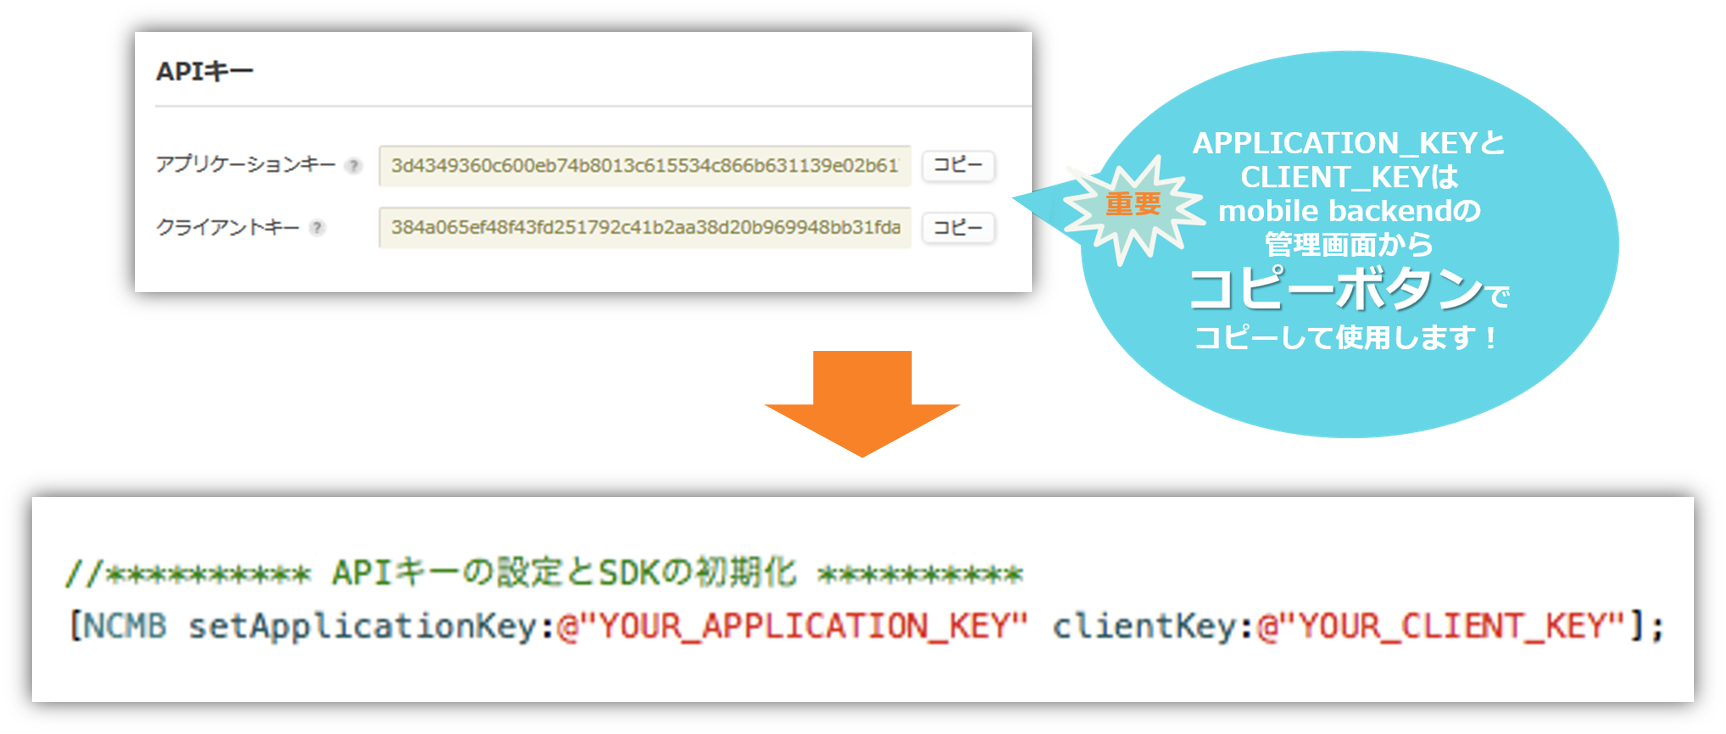 APIキー
アプリケーションキー ?
3d4349360c600eb74b8013c615534c866b631139e02b61
コピー
クライアントキー ?
384a065ef48f43fd251792c41b2aa38d20b969948bb31fda
コピー
重要
APPLICATION_KEYと
CLIENT_KEYは
mobile backendの
管理画面から
コピーボタンで
コピーして使用します！
//********** APIキーの設定とSDKの初期化 **********
[NCMB setApplicationKey:@"YOUR_APPLICATION_KEY" clientKey:@"YOUR_CLIENT_KEY"];